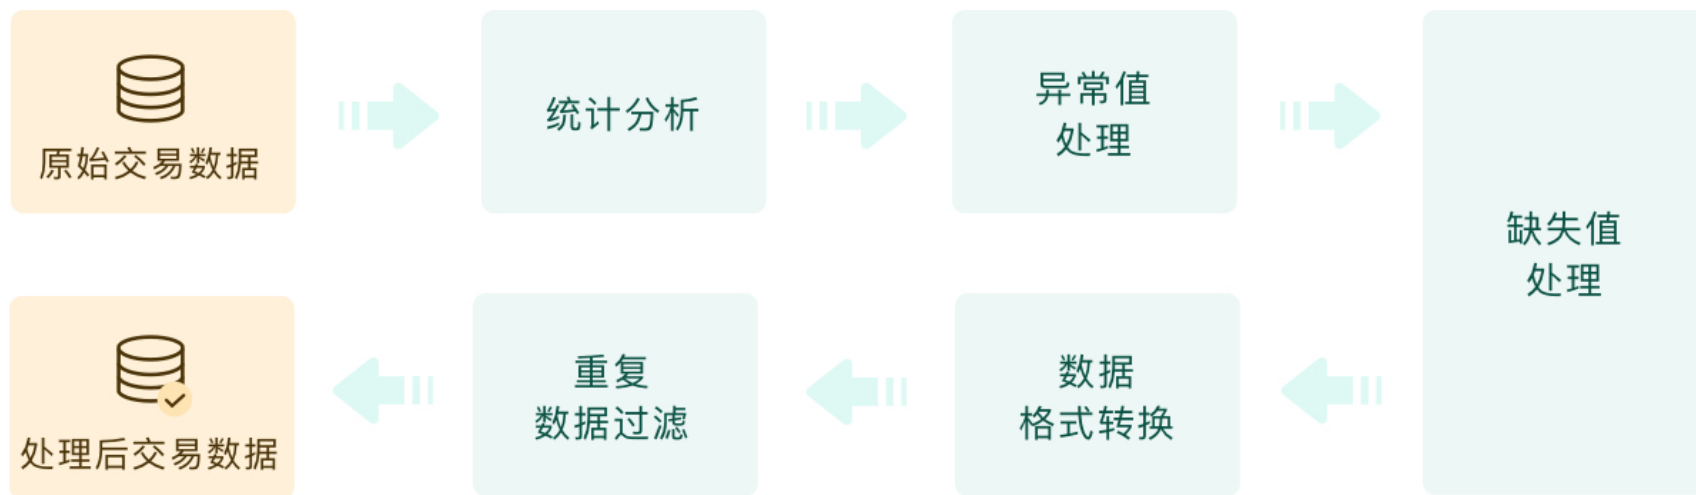 原始交易数据
统计分析
异常值
处理
缺失值
处理
数据
格式转换
重复
数据过滤
处理后交易数据